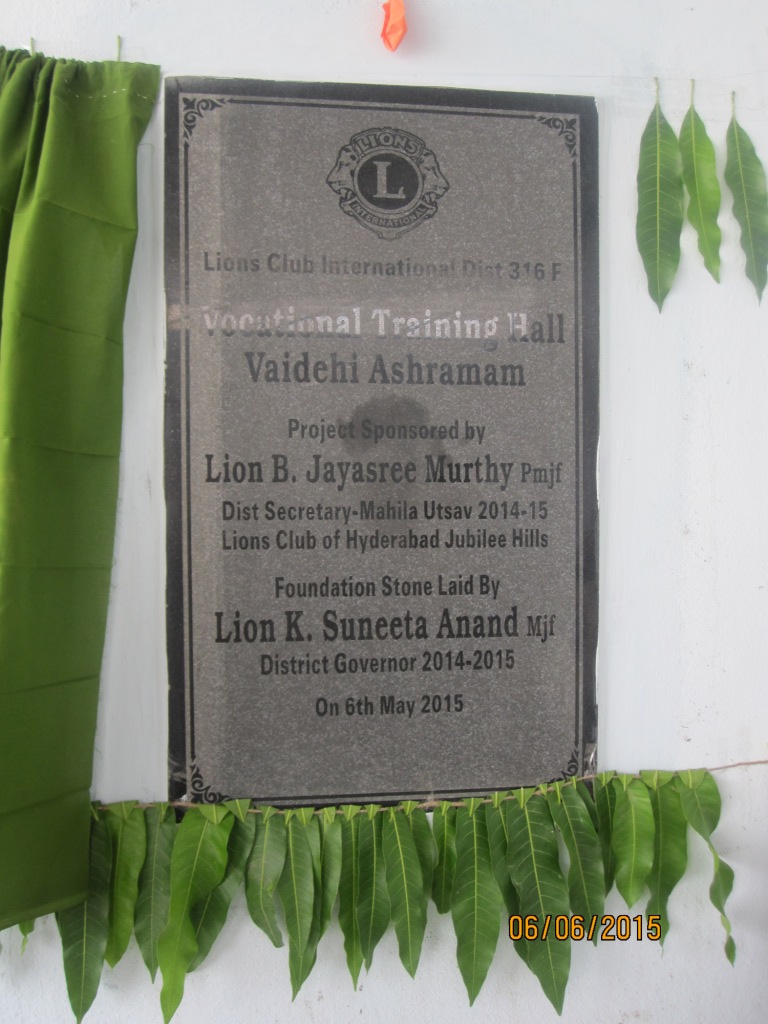 LIONS
L
INTERNATIONAL
Lions Club International Dist 316 F
Vocational Training Hall
Vaidehi Ashramam
Project Sponsored by
Lion B. Jayasree Murthy Pmjf
Dist Secretary-Mahila Utsav 2014-15
Lions Club of Hyderabad Jubilee Hills
Foundation Stone Laid By
Lion K. Suneeta Anand Mjf
District Governor 2014-2015
On 6th May 2015
06/06/2015